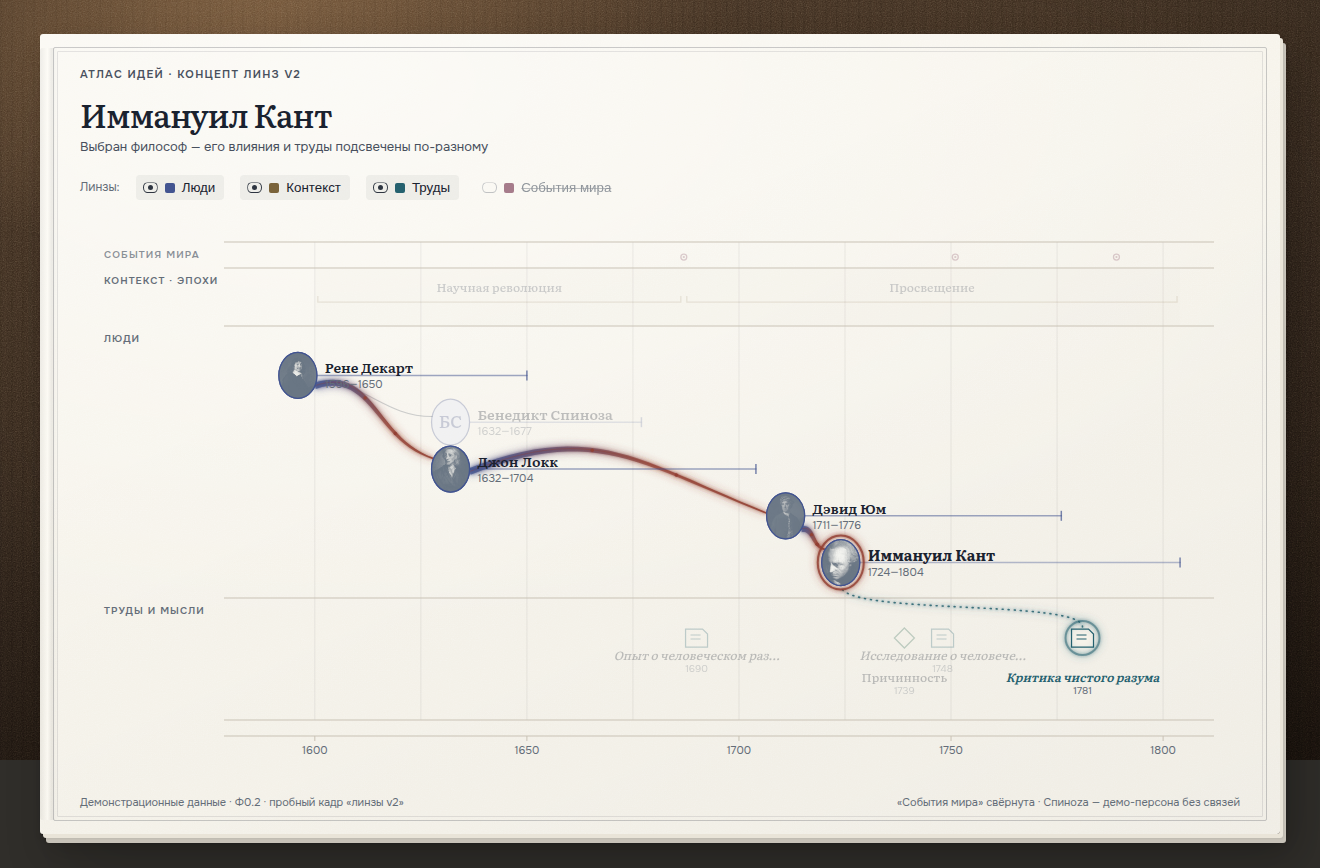 АТЛАС ИДЕЙ · КОНЦЕПТ ЛИНЗ V2
Иммануил Кант
Выбран философ — его влияния и труды подсвечены по-разному
Линзы: Люди Контекст Труды События мира
СОБЫТИЯ МИРА
КОНТЕКСТ · ЭПОХИ
Научная революция Просвещение
ЛЮДИ
Рене Декарт
1596–1650
БС Бенедикт Спиноза
1632–1677
Джон Локк
1632–1704
Дэвид Юм
1711–1776
Иммануил Кант
1724–1804
ТРУДЫ И МЫСЛИ
Опыт о человеческом раз… Исследование о человече…
1690 1748
Причинность Критика чистого разума
1739 1781
1600 1650 1700 1750 1800
Демонстрационные данные · Ф0.2 · пробный кадр «линзы v2» «События мира» свёрнута · Спиноza — демо-персона без связей